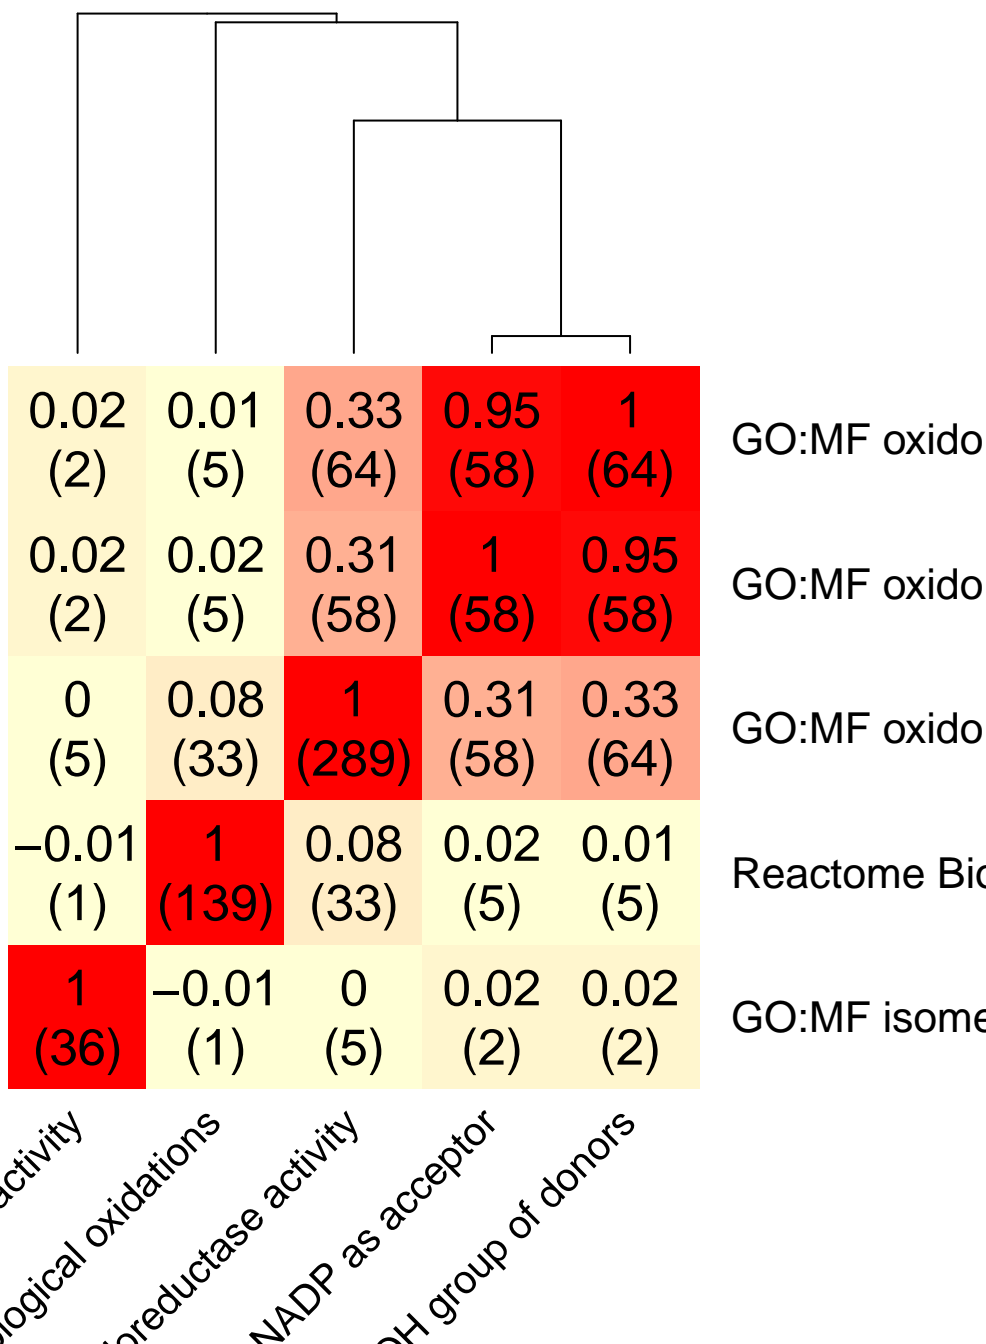 0.02 0.01 0.33 0.95 1
(2) (5) (64) (58) (64)
GO:MF oxido
0.02 0.02 0.31 1 0.95
(2) (5) (58) (58) (58)
GO:MF oxido
0 0.08 1 0.31 0.33
(5) (33) (289) (58) (64)
GO:MF oxido
−0.01 1 0.08 0.02 0.01
(1) (139) (33) (5) (5)
Reactome Bio
1 −0.01 0 0.02 0.02
(36) (1) (5) (2) (2)
GO:MF isome
activity
ological oxidations
loreductase activity
NADP as acceptor
OH group of donors